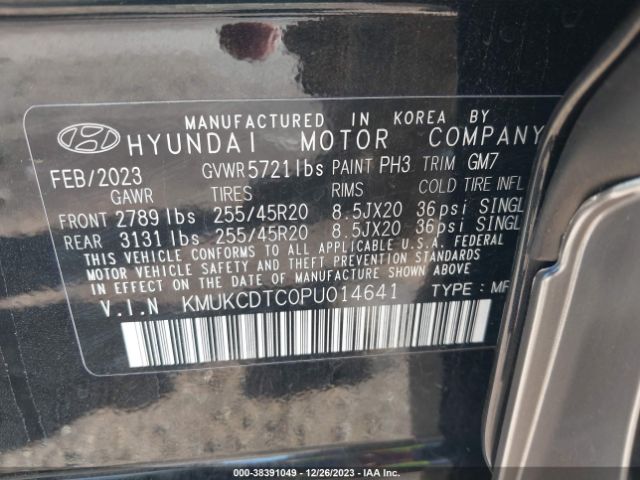 MANUFACTURED IN KOREA BY
HYUNDAI MOTOR COMPANY
FEB/2023 GVWR 5721lbs PAINT PH3 TRIM GM7
GAWR TIRES RIMS COLD TIRE INFL
FRONT 2789 lbs 255/45R20 8.5JX20 36psi SINGL
REAR 3131 lbs 255/45R20 8.5JX20 36psi SINGL
THIS VEHICLE CONFORMS TO ALL APPLICABLE U.S.A. FEDERAL
MOTOR VEHICLE SAFETY AND THEFT PREVENTION STANDARDS
IN EFFECT ON THE DATE OF MANUFACTURE SHOWN ABOVE.
V.I.N KMUKCDTC0PU014641 TYPE: MP
000-38391049 — 12/26/2023 — IAA Inc.